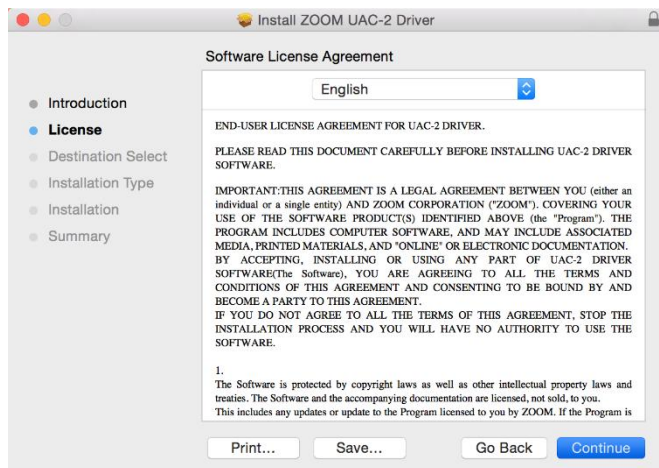 Install ZOOM UAC-2 Driver
Software License Agreement
English
Introduction
License
Destination Select
Installation Type
Installation
Summary
END-USER LICENSE AGREEMENT FOR UAC-2 DRIVER.
PLEASE READ THIS DOCUMENT CAREFULLY BEFORE INSTALLING UAC-2 DRIVER
SOFTWARE.
IMPORTANT:THIS AGREEMENT IS A LEGAL AGREEMENT BETWEEN YOU (either an
individual or a single entity) AND ZOOM CORPORATION ("ZOOM"). COVERING YOUR
USE OF THE SOFTWARE PRODUCT(S) IDENTIFIED ABOVE (the "Program"). THE
PROGRAM INCLUDES COMPUTER SOFTWARE, AND MAY INCLUDE ASSOCIATED
MEDIA, PRINTED MATERIALS, AND "ONLINE" OR ELECTRONIC DOCUMENTATION.
BY ACCEPTING, INSTALLING OR USING ANY PART OF UAC-2 DRIVER
SOFTWARE(The Software), YOU ARE AGREEING TO ALL THE TERMS AND
CONDITIONS OF THIS AGREEMENT AND CONSENTING TO BE BOUND BY AND
BECOME A PARTY TO THIS AGREEMENT.
IF YOU DO NOT AGREE TO ALL THE TERMS OF THIS AGREEMENT, STOP THE
INSTALLATION PROCESS AND YOU WILL HAVE NO AUTHORITY TO USE THE
SOFTWARE.
1.
The Software is protected by copyright laws as well as other intellectual property laws and
treaties. The Software and the accompanying documentation are licensed, not sold, to you.
This includes any updates or update to the Program licensed to you by ZOOM. If the Program is
Print...
Save...
Go Back
Continue